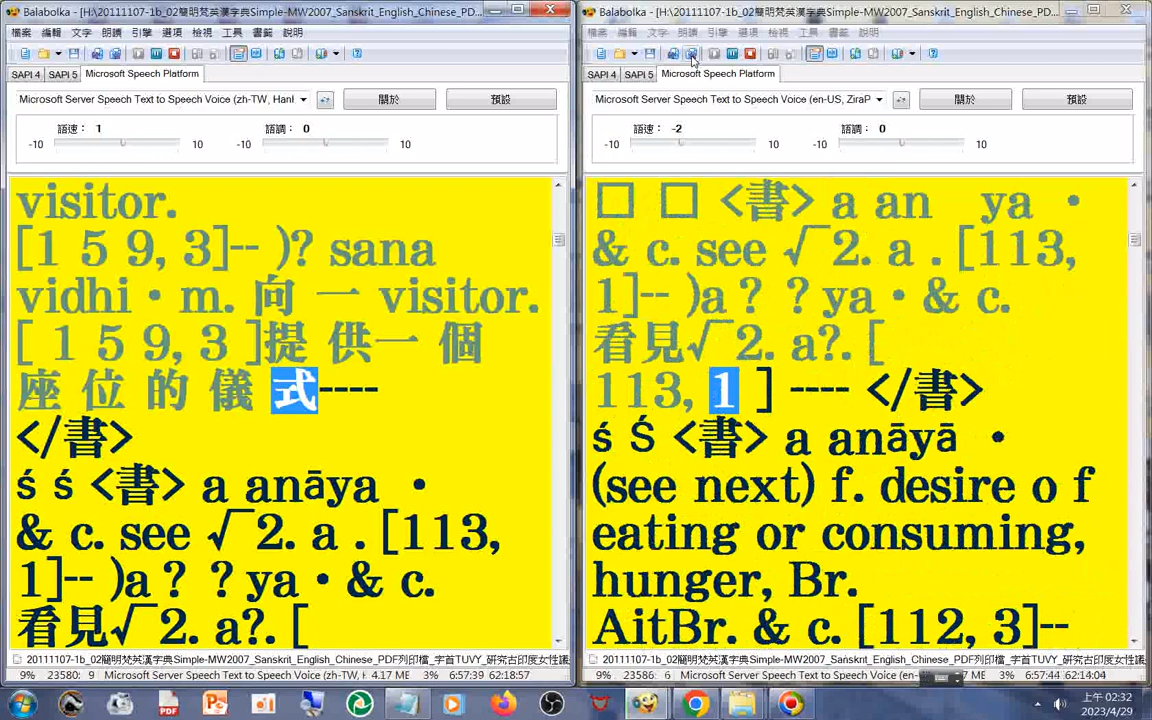 Balabolka - [H:\20111107-1b_02簡明梵英漢字典Simple-MW2007_Sanskrit_English_Chinese_PD...
檔案 編輯 文字 朗讀 引擎 選項 檢視 工具 書籤 說明
SAPI 4 SAPI 5 Microsoft Speech Platform
Microsoft Server Speech Text to Speech Voice (zh-TW, Hanl
關於 預設
語速： 1 語調： 0
-10 10 -10 10
visitor.
[1 5 9, 3]-- )? sana
vidhi • m. 向 一 visitor.
[ 1 5 9, 3 ]提 供一 個
座 位 的 儀 式----
</書>
ś ś <書> a anāya •
& c. see √ 2. a . [113,
1]-- )a ? ? ya • & c.
看見√ 2. a?. [
20111107-1b_02簡明梵英漢字典Simple-MW2007_Sanskrit_English_Chinese_PDF列印檔_字首TUVY_研究古印度女性議
9% 23580: 9 Microsoft Server Speech Text to Speech Voice (zh-TW, H 4.17 MB 3% 6:57:39 62:18:57
Balabolka - [H:\20111107-1b_02簡明梵英漢字典Simple-MW2007_Sanskrit_English_Chinese_PD...
檔案 編輯 文字 朗讀 引擎 選項 檢視 工具 書籤 說明
SAPI 4 SAPI 5 Microsoft Speech Platform
Microsoft Server Speech Text to Speech Voice (en-US, ZiraP
關於 預設
語速： -2 語調： 0
-10 10 -10 10
□ □ <書> a an ya •
& c. see √ 2. a . [113,
1]-- )a ? ? ya • & c.
看見√ 2. a?. [
113, 1 ] ---- </書>
ś Ś <書> a anāyā •
(see next) f. desire o f
eating or consuming,
hunger, Br.
AitBr. & c. [112, 3]--
20111107-1b_02簡明梵英漢字典Simple-MW2007_Sanskrit_English_Chinese_PDF列印檔_字首TUVY_研究古印度女性議
9% 23586: 6 Microsoft Server Speech Text to Speech Voice (en-U 4.17 MB 3% 6:57:44 62:14:04
上午 02:32
2023/4/29